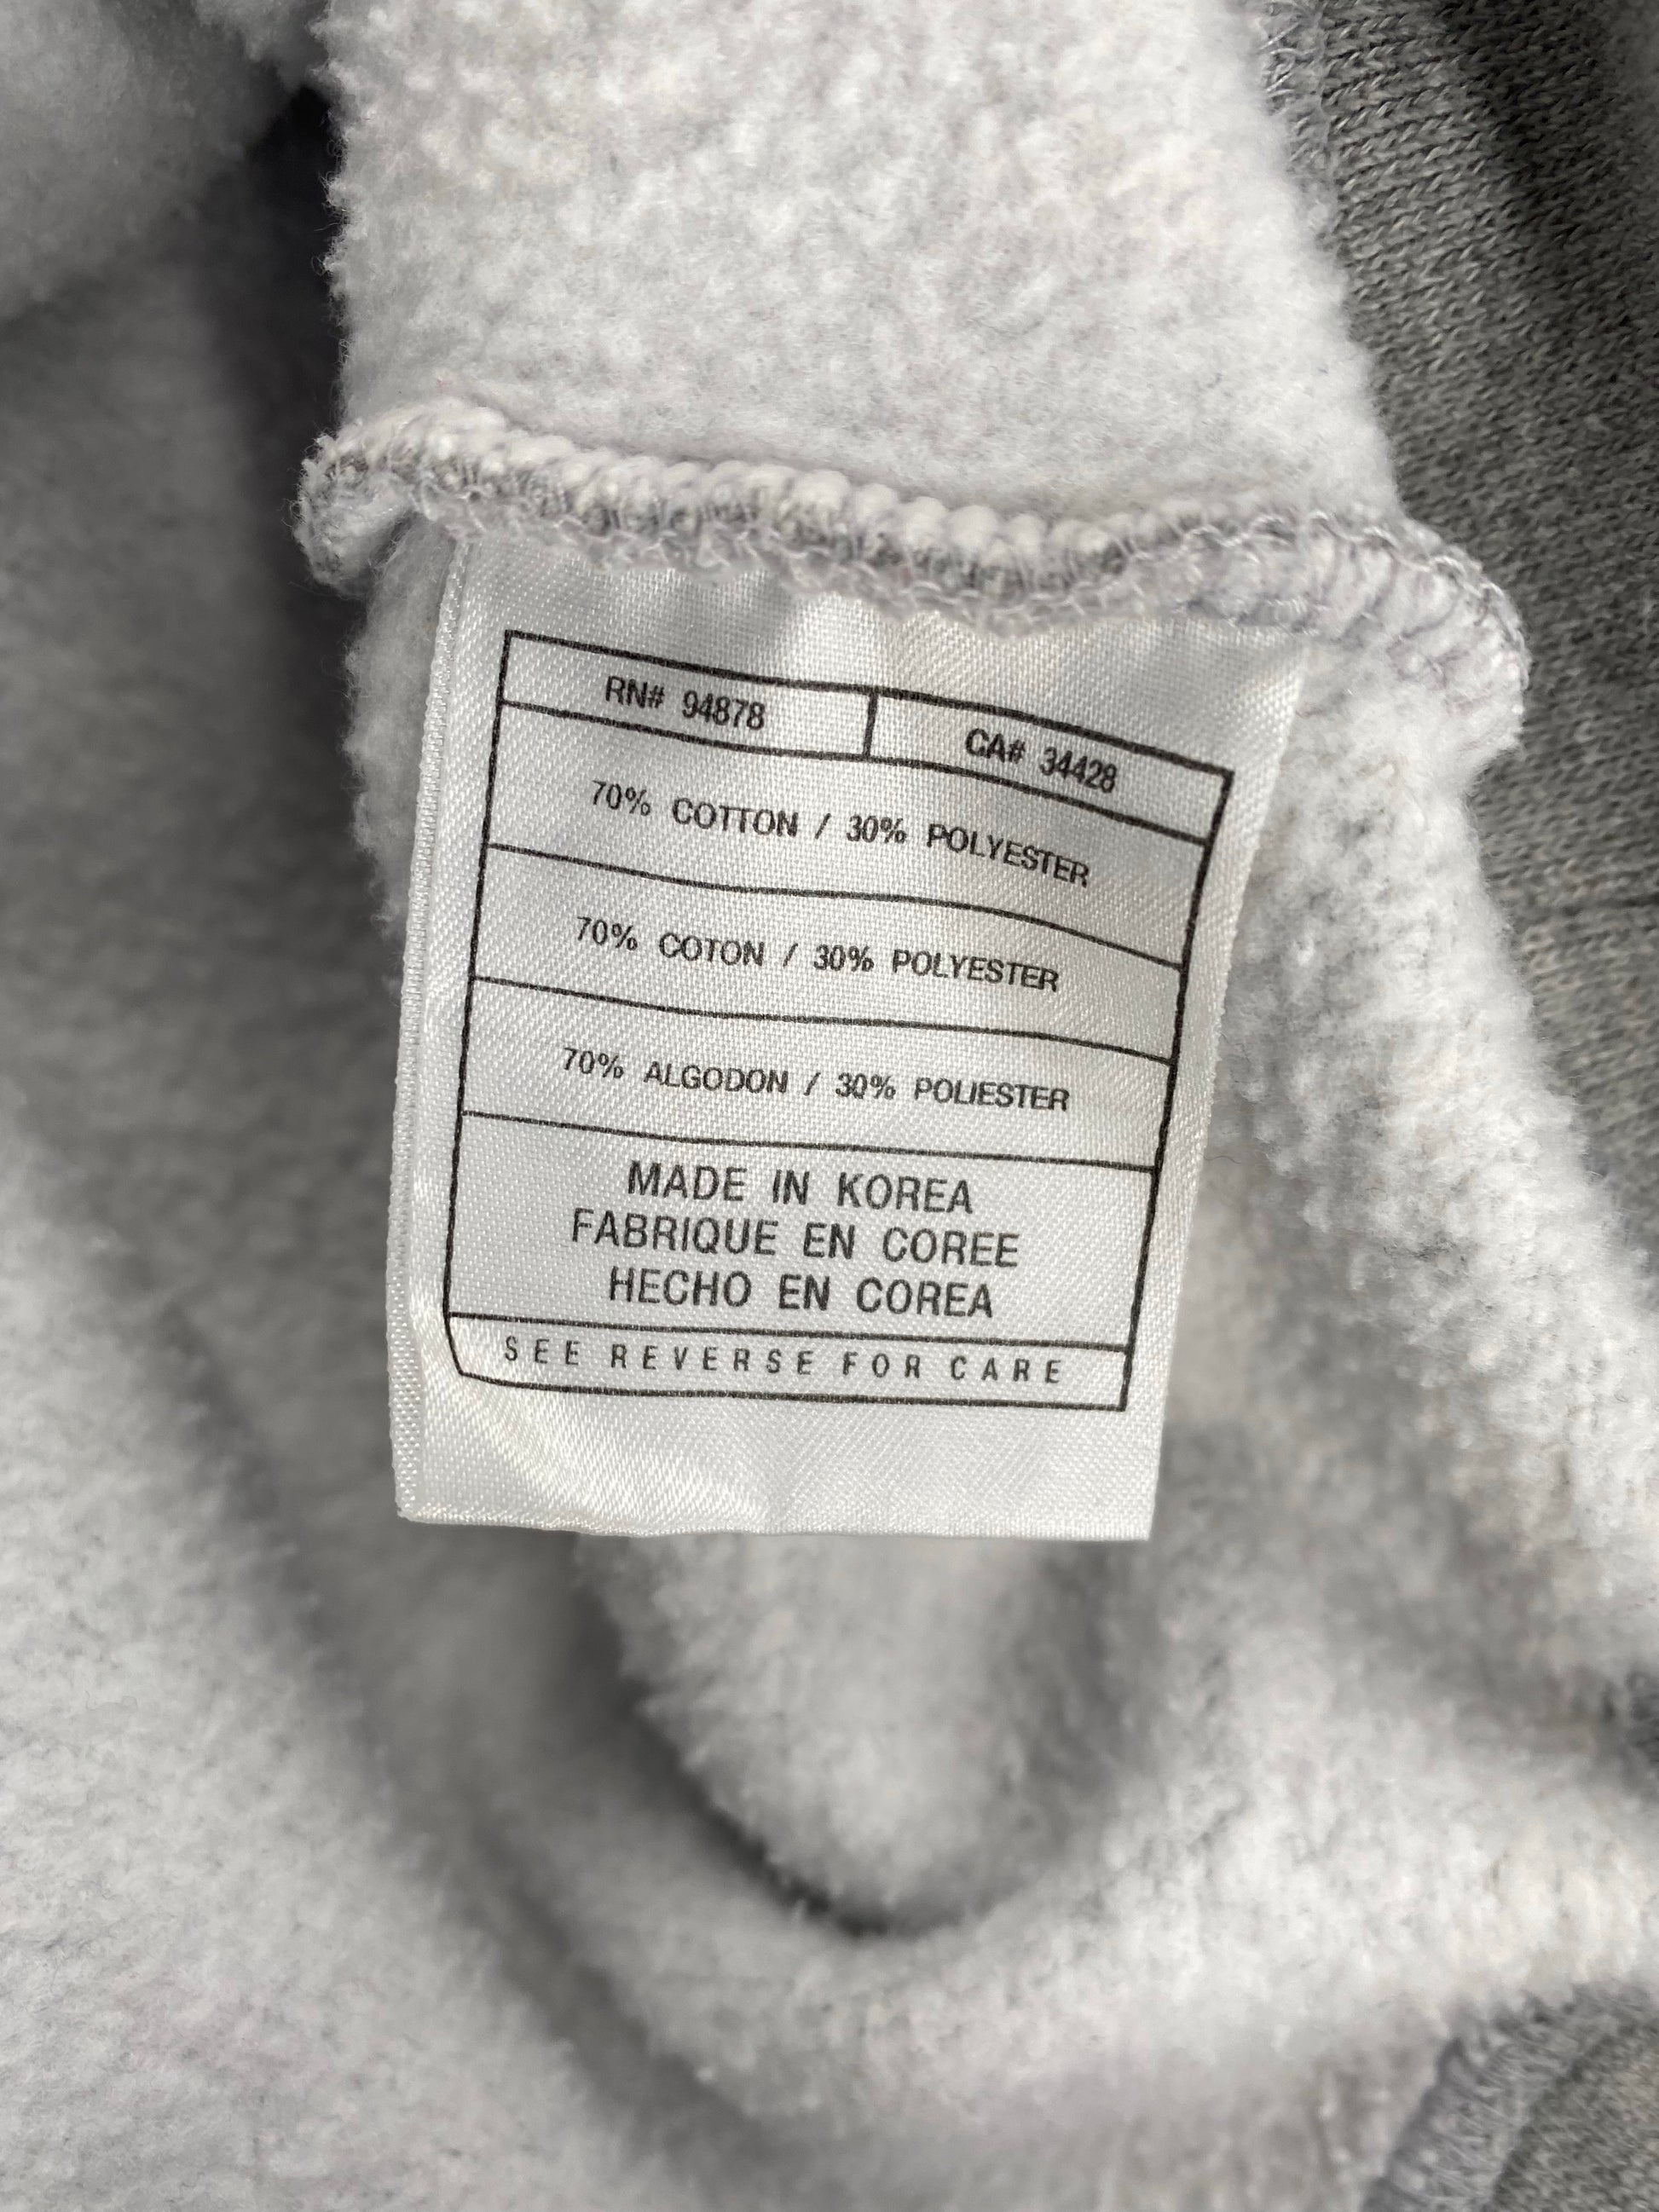 RN# 94878 CA# 34428
70% COTTON / 30% POLYESTER
70% COTON / 30% POLYESTER
70% ALGODON / 30% POLIESTER
MADE IN KOREA
FABRIQUE EN COREE
HECHO EN COREA
SEE REVERSE FOR CARE